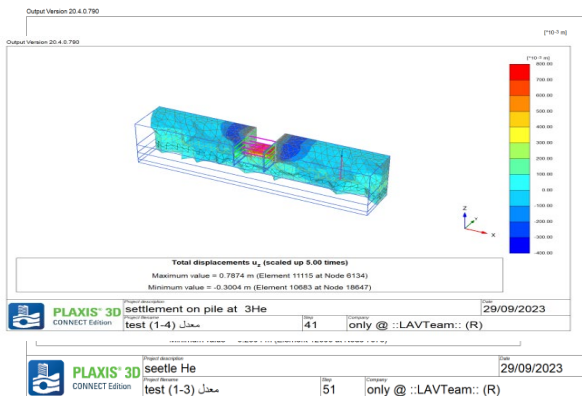 Output Version 20.4.0.790
[*10⁻³ m]
Output Version 20.4.0.790
[*10⁻³ m]
800.00
700.00
600.00
500.00
400.00
300.00
200.00
100.00
0.00
-100.00
-200.00
-300.00
-400.00
Z
Y
X
Total displacements uz (scaled up 5.00 times)
Maximum value = 0.7874 m (Element 11115 at Node 6134)
Minimum value = -0.3004 m (Element 10683 at Node 18647)
PLAXIS® 3D
CONNECT Edition
Project description
settlement on pile at 3He
Date
29/09/2023
Project filename
test (1-4) معدل
Step
41
Company
only @ ::LAVTeam:: (R)
PLAXIS® 3D
CONNECT Edition
Project description
seetle He
Date
29/09/2023
Project filename
test (1-3) معدل
Step
51
Company
only @ ::LAVTeam:: (R)